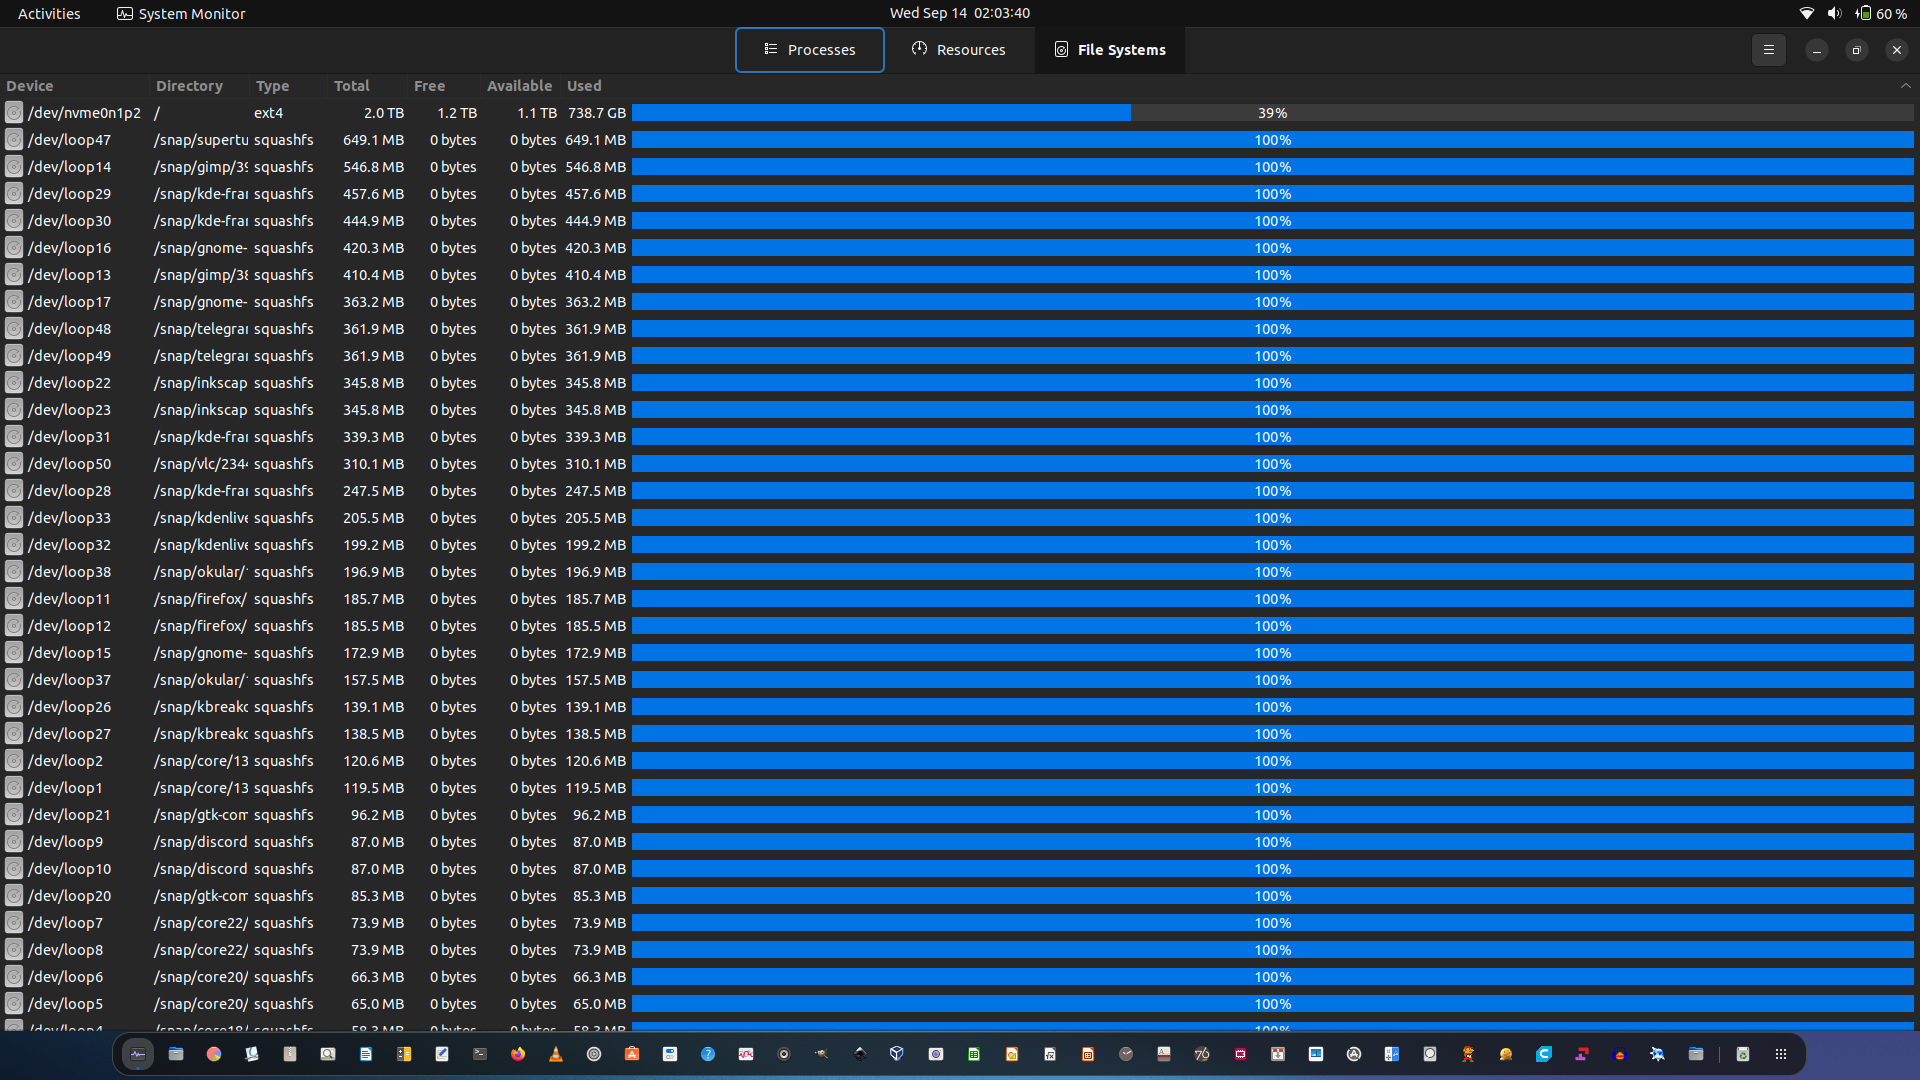 Activities System Monitor Wed Sep 14 02:03:40 60 %
Processes Resources File Systems
Device Directory Type Total Free Available Used
/dev/nvme0n1p2 / ext4 2.0 TB 1.2 TB 1.1 TB 738.7 GB 39%
/dev/loop47 /snap/supertu squashfs 649.1 MB 0 bytes 0 bytes 649.1 MB 100%
/dev/loop14 /snap/gimp/39 squashfs 546.8 MB 0 bytes 0 bytes 546.8 MB 100%
/dev/loop29 /snap/kde-fra squashfs 457.6 MB 0 bytes 0 bytes 457.6 MB 100%
/dev/loop30 /snap/kde-fra squashfs 444.9 MB 0 bytes 0 bytes 444.9 MB 100%
/dev/loop16 /snap/gnome- squashfs 420.3 MB 0 bytes 0 bytes 420.3 MB 100%
/dev/loop13 /snap/gimp/38 squashfs 410.4 MB 0 bytes 0 bytes 410.4 MB 100%
/dev/loop17 /snap/gnome- squashfs 363.2 MB 0 bytes 0 bytes 363.2 MB 100%
/dev/loop48 /snap/telegra squashfs 361.9 MB 0 bytes 0 bytes 361.9 MB 100%
/dev/loop49 /snap/telegra squashfs 361.9 MB 0 bytes 0 bytes 361.9 MB 100%
/dev/loop22 /snap/inkscap squashfs 345.8 MB 0 bytes 0 bytes 345.8 MB 100%
/dev/loop23 /snap/inkscap squashfs 345.8 MB 0 bytes 0 bytes 345.8 MB 100%
/dev/loop31 /snap/kde-fra squashfs 339.3 MB 0 bytes 0 bytes 339.3 MB 100%
/dev/loop50 /snap/vlc/2344 squashfs 310.1 MB 0 bytes 0 bytes 310.1 MB 100%
/dev/loop28 /snap/kde-fra squashfs 247.5 MB 0 bytes 0 bytes 247.5 MB 100%
/dev/loop33 /snap/kdenlive squashfs 205.5 MB 0 bytes 0 bytes 205.5 MB 100%
/dev/loop32 /snap/kdenlive squashfs 199.2 MB 0 bytes 0 bytes 199.2 MB 100%
/dev/loop38 /snap/okular/1 squashfs 196.9 MB 0 bytes 0 bytes 196.9 MB 100%
/dev/loop11 /snap/firefox/ squashfs 185.7 MB 0 bytes 0 bytes 185.7 MB 100%
/dev/loop12 /snap/firefox/ squashfs 185.5 MB 0 bytes 0 bytes 185.5 MB 100%
/dev/loop15 /snap/gnome- squashfs 172.9 MB 0 bytes 0 bytes 172.9 MB 100%
/dev/loop37 /snap/okular/1 squashfs 157.5 MB 0 bytes 0 bytes 157.5 MB 100%
/dev/loop26 /snap/kbreako squashfs 139.1 MB 0 bytes 0 bytes 139.1 MB 100%
/dev/loop27 /snap/kbreako squashfs 138.5 MB 0 bytes 0 bytes 138.5 MB 100%
/dev/loop2 /snap/core/13 squashfs 120.6 MB 0 bytes 0 bytes 120.6 MB 100%
/dev/loop1 /snap/core/13 squashfs 119.5 MB 0 bytes 0 bytes 119.5 MB 100%
/dev/loop21 /snap/gtk-com squashfs 96.2 MB 0 bytes 0 bytes 96.2 MB 100%
/dev/loop9 /snap/discord squashfs 87.0 MB 0 bytes 0 bytes 87.0 MB 100%
/dev/loop10 /snap/discord squashfs 87.0 MB 0 bytes 0 bytes 87.0 MB 100%
/dev/loop20 /snap/gtk-com squashfs 85.3 MB 0 bytes 0 bytes 85.3 MB 100%
/dev/loop7 /snap/core22/ squashfs 73.9 MB 0 bytes 0 bytes 73.9 MB 100%
/dev/loop8 /snap/core22/ squashfs 73.9 MB 0 bytes 0 bytes 73.9 MB 100%
/dev/loop6 /snap/core20/ squashfs 66.3 MB 0 bytes 0 bytes 66.3 MB 100%
/dev/loop5 /snap/core20/ squashfs 65.0 MB 0 bytes 0 bytes 65.0 MB 100%
/dev/loop4 /snap/core18/ squashfs 58.3 MB 0 bytes 0 bytes 58.3 MB 100%
76